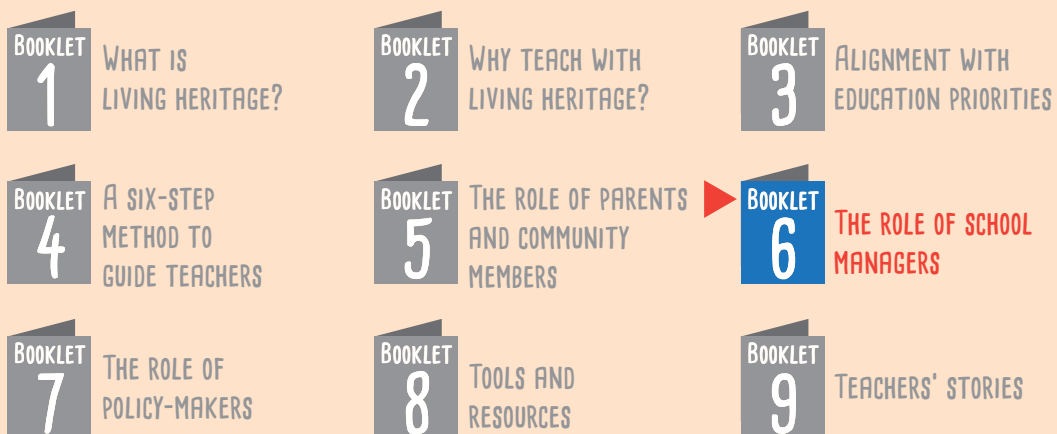 BOOKLET
1
WHAT IS
LIVING HERITAGE?
BOOKLET
2
WHY TEACH WITH
LIVING HERITAGE?
BOOKLET
3
ALIGNMENT WITH
EDUCATION PRIORITIES
BOOKLET
4
A SIX-STEP
METHOD TO
GUIDE TEACHERS
BOOKLET
5
THE ROLE OF PARENTS
AND COMMUNITY
MEMBERS
BOOKLET
6
THE ROLE OF SCHOOL
MANAGERS
BOOKLET
7
THE ROLE OF
POLICY-MAKERS
BOOKLET
8
TOOLS AND
RESOURCES
BOOKLET
9
TEACHERS' STORIES